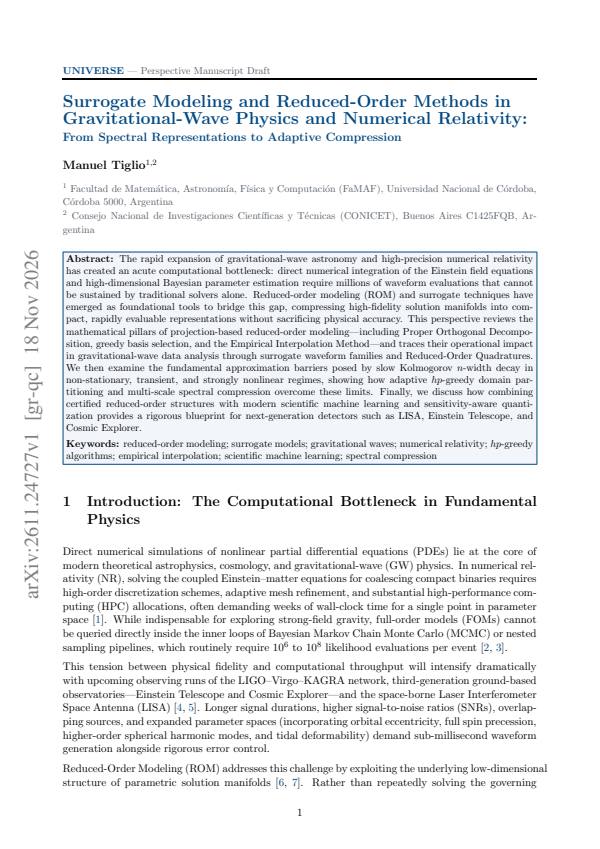 UNIVERSE — Perspective Manuscript Draft
Surrogate Modeling and Reduced-Order Methods in
Gravitational-Wave Physics and Numerical Relativity:
From Spectral Representations to Adaptive Compression
Manuel Tiglio1,2
1 Facultad de Matemática, Astronomía, Física y Computación (FaMAF), Universidad Nacional de Córdoba,
Córdoba 5000, Argentina
2 Consejo Nacional de Investigaciones Científicas y Técnicas (CONICET), Buenos Aires C1425FQB, Ar-
gentina
Abstract: The rapid expansion of gravitational-wave astronomy and high-precision numerical relativity
has created an acute computational bottleneck: direct numerical integration of the Einstein field equations
and high-dimensional Bayesian parameter estimation require millions of waveform evaluations that cannot
be sustained by traditional solvers alone. Reduced-order modeling (ROM) and surrogate techniques have
emerged as foundational tools to bridge this gap, compressing high-fidelity solution manifolds into com-
pact, rapidly evaluable representations without sacrificing physical accuracy. This perspective reviews the
mathematical pillars of projection-based reduced-order modeling—including Proper Orthogonal Decompo-
sition, greedy basis selection, and the Empirical Interpolation Method—and traces their operational impact
in gravitational-wave data analysis through surrogate waveform families and Reduced-Order Quadratures.
We then examine the fundamental approximation barriers posed by slow Kolmogorov n-width decay in
non-stationary, transient, and strongly nonlinear regimes, showing how adaptive hp-greedy domain par-
titioning and multi-scale spectral compression overcome these limits. Finally, we discuss how combining
certified reduced-order structures with modern scientific machine learning and sensitivity-aware quanti-
zation provides a rigorous blueprint for next-generation detectors such as LISA, Einstein Telescope, and
Cosmic Explorer.
Keywords: reduced-order modeling; surrogate models; gravitational waves; numerical relativity; hp-greedy
algorithms; empirical interpolation; scientific machine learning; spectral compression
arXiv:2611.24727v1 [gr-qc] 18 Nov 2026
1 Introduction: The Computational Bottleneck in Fundamental
Physics
Direct numerical simulations of nonlinear partial differential equations (PDEs) lie at the core of
modern theoretical astrophysics, cosmology, and gravitational-wave (GW) physics. In numerical rel-
ativity (NR), solving the coupled Einstein–matter equations for coalescing compact binaries requires
high-order discretization schemes, adaptive mesh refinement, and substantial high-performance com-
puting (HPC) allocations, often demanding weeks of wall-clock time for a single point in parameter
space [1]. While indispensable for exploring strong-field gravity, full-order models (FOMs) cannot
be queried directly inside the inner loops of Bayesian Markov Chain Monte Carlo (MCMC) or nested
sampling pipelines, which routinely require 10^6 to 10^8 likelihood evaluations per event [2, 3].
This tension between physical fidelity and computational throughput will intensify dramatically
with upcoming observing runs of the LIGO–Virgo–KAGRA network, third-generation ground-based
observatories—Einstein Telescope and Cosmic Explorer—and the space-borne Laser Interferometer
Space Antenna (LISA) [4, 5]. Longer signal durations, higher signal-to-noise ratios (SNRs), overlap-
ping sources, and expanded parameter spaces (incorporating orbital eccentricity, full spin precession,
higher-order spherical harmonic modes, and tidal deformability) demand sub-millisecond waveform
generation alongside rigorous error control.
Reduced-Order Modeling (ROM) addresses this challenge by exploiting the underlying low-dimensional
structure of parametric solution manifolds [6, 7]. Rather than repeatedly solving the governing
1